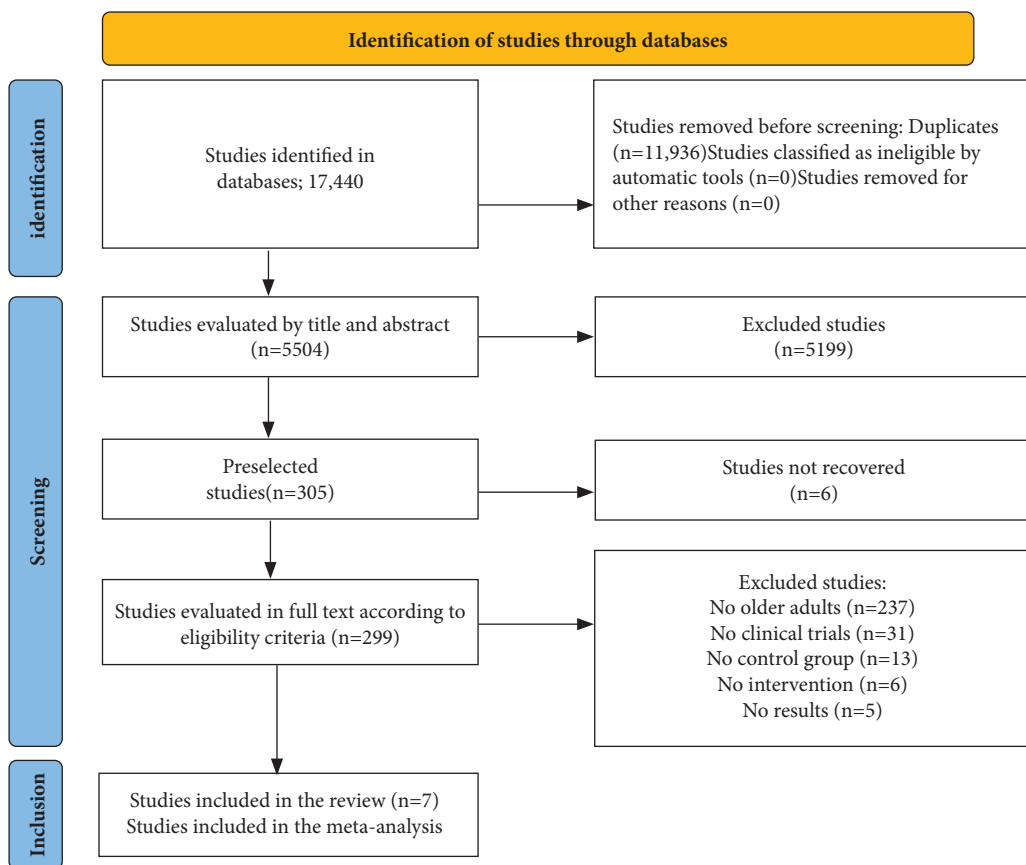 Identification of studies through databases
identification
Studies identified in
databases; 17,440
Studies removed before screening: Duplicates
(n=11,936)Studies classified as ineligible by
automatic tools (n=0)Studies removed for
other reasons (n=0)
Screening
Studies evaluated by title and abstract
(n=5504)
Excluded studies
(n=5199)
Preselected
studies(n=305)
Studies not recovered
(n=6)
Studies evaluated in full text according to
eligibility criteria (n=299)
Excluded studies:
No older adults (n=237)
No clinical trials (n=31)
No control group (n=13)
No intervention (n=6)
No results (n=5)
Inclusion
Studies included in the review (n=7)
Studies included in the meta-analysis